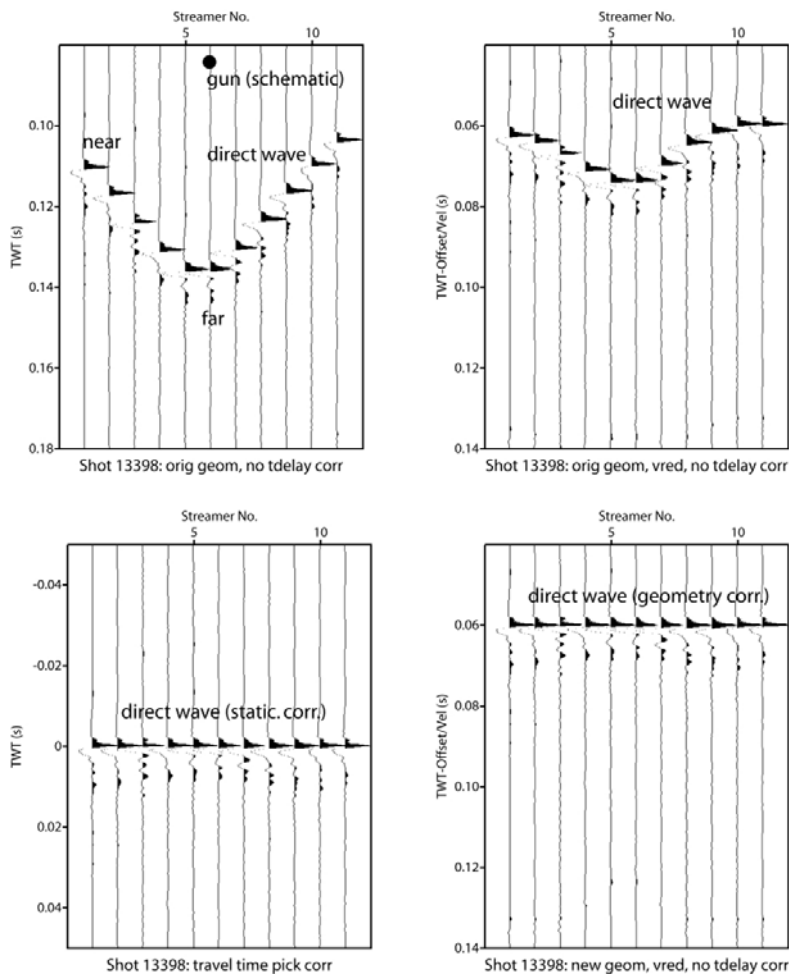 Streamer No.
5 10
gun (schematic)
near
direct wave
far
TWT (s)
0.10
0.12
0.14
0.16
0.18
Shot 13398: orig geom, no tdelay corr
Streamer No.
5 10
direct wave
TWT-Offset/Vel (s)
0.06
0.08
0.10
0.12
0.14
Shot 13398: orig geom, vred, no tdelay corr
Streamer No.
5 10
direct wave (static. corr.)
TWT (s)
-0.04
-0.02
0
0.02
0.04
Shot 13398: travel time pick corr
Streamer No.
5 10
direct wave (geometry corr.)
TWT-Offset/Vel (s)
0.06
0.08
0.10
0.12
0.14
Shot 13398: new geom, vred, no tdelay corr